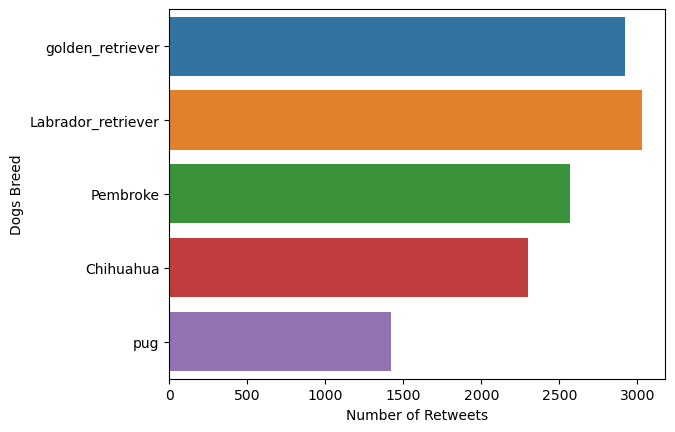 golden_retriever
Labrador_retriever
Pembroke
Chihuahua
pug
Dogs Breed
0 500 1000 1500 2000 2500 3000
Number of Retweets